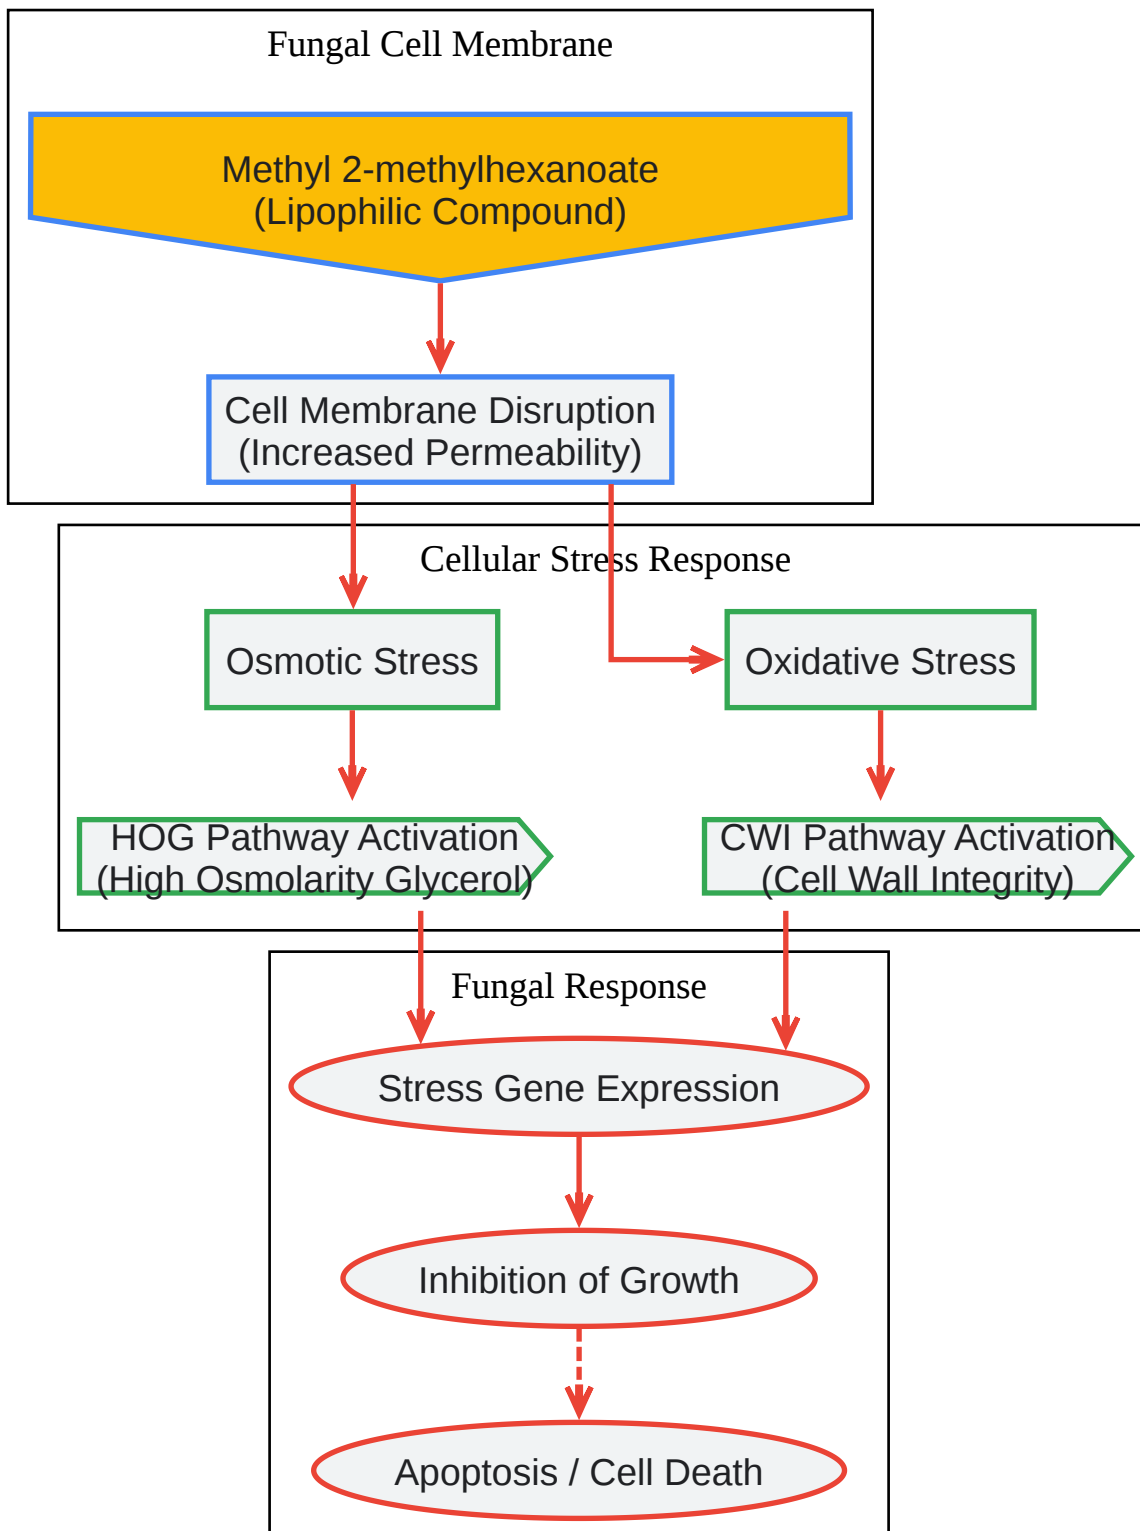 Fungal Cell Membrane
Methyl 2-methylhexanoate
(Lipophilic Compound)
Cell Membrane Disruption
(Increased Permeability)
Cellular Stress Response
Osmotic Stress
Oxidative Stress
HOG Pathway Activation
(High Osmolarity Glycerol)
CWI Pathway Activation
(Cell Wall Integrity)
Fungal Response
Stress Gene Expression
Inhibition of Growth
Apoptosis / Cell Death